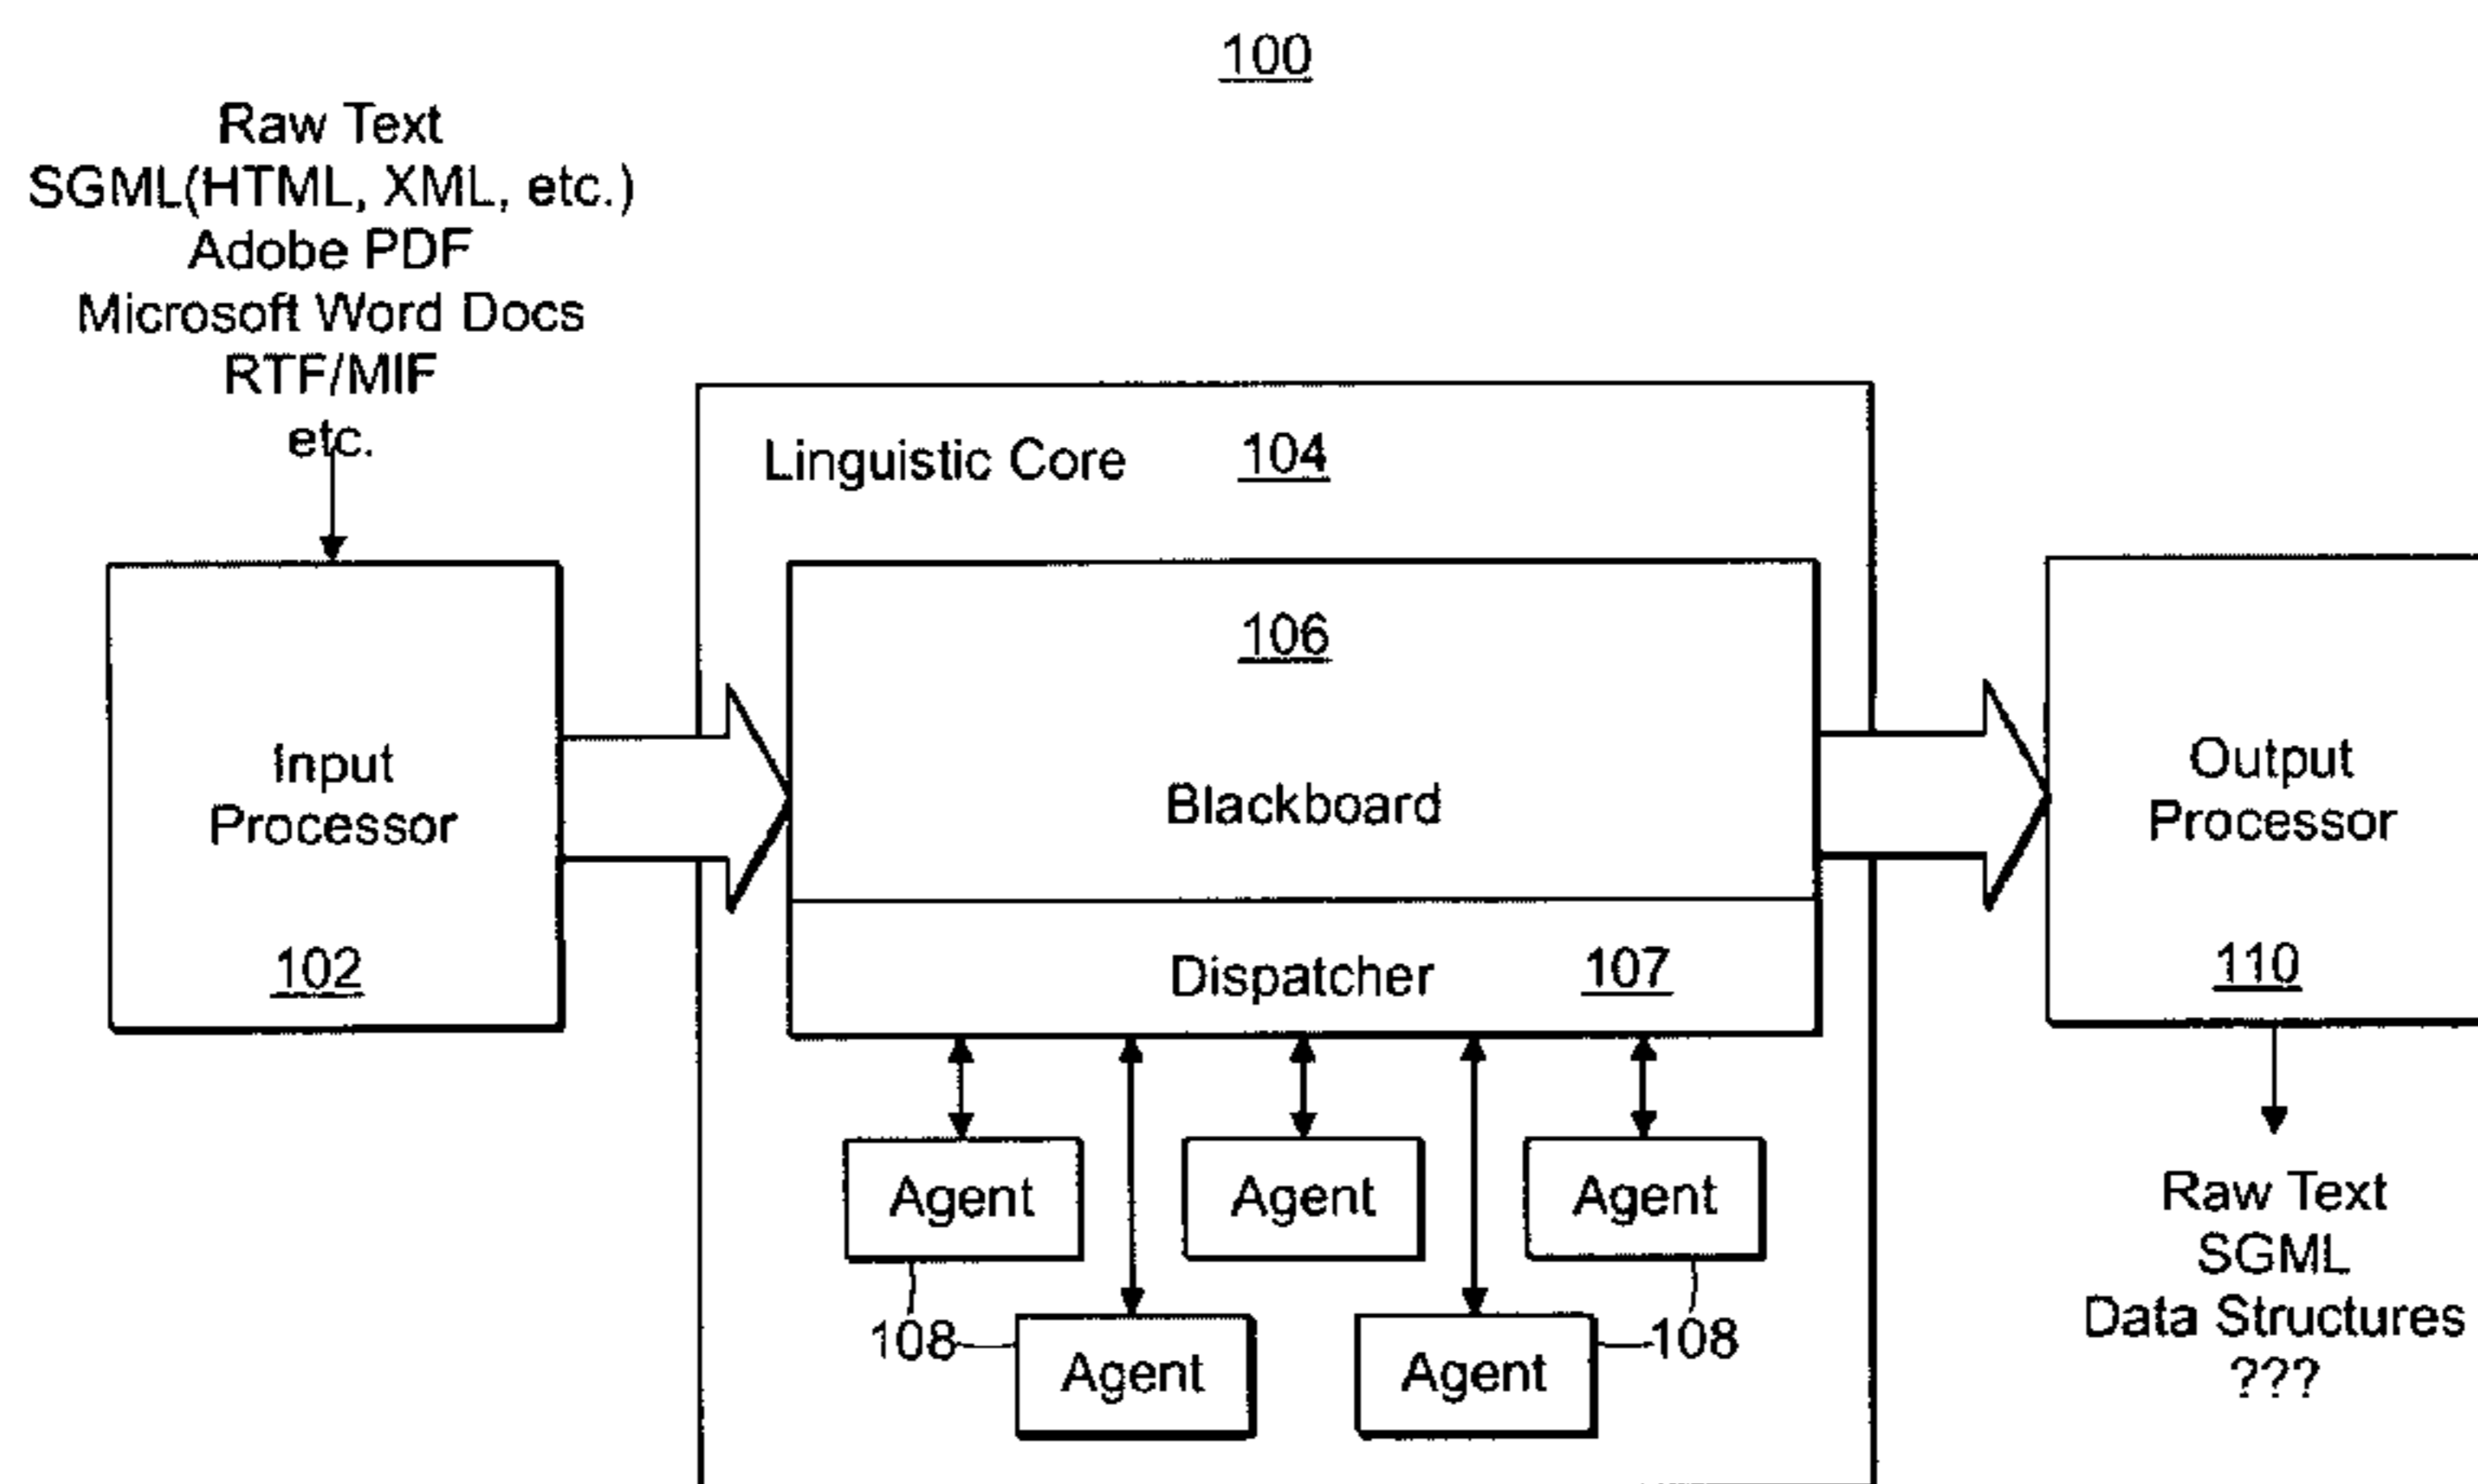 100
Raw Text
SGML(HTML, XML, etc.)
Adobe PDF
Microsoft Word Docs
RTF/MIF
etc.
Linguistic Core 104
106
Input
Processor
102
Blackboard
Dispatcher 107
Output
Processor
110
Agent
Agent
Agent
108
Agent
Agent
108
Raw Text
SGML
Data Structures
???